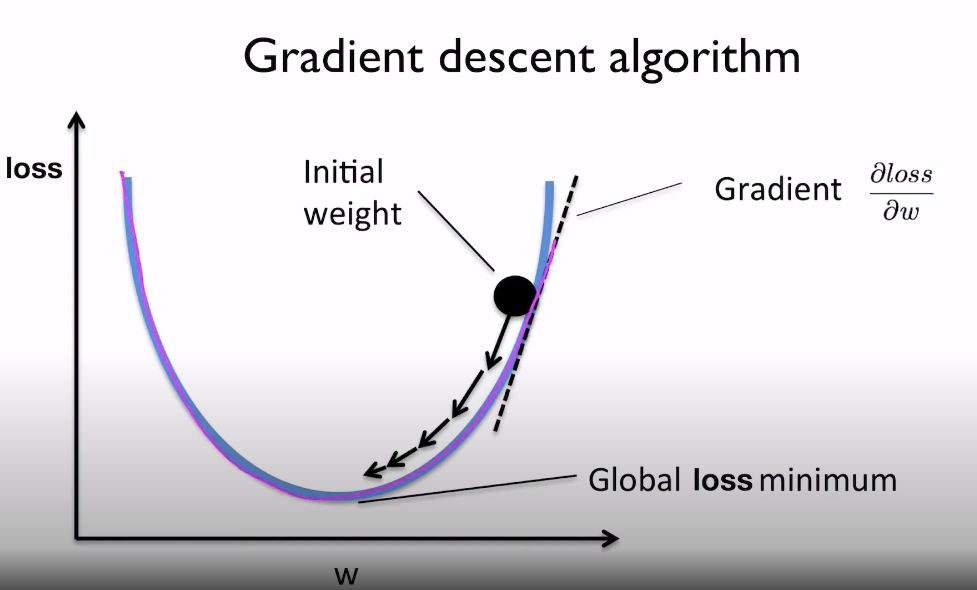 Gradient descent algorithm
loss
Initial
weight
Gradient ∂loss/∂w
Global loss minimum
w